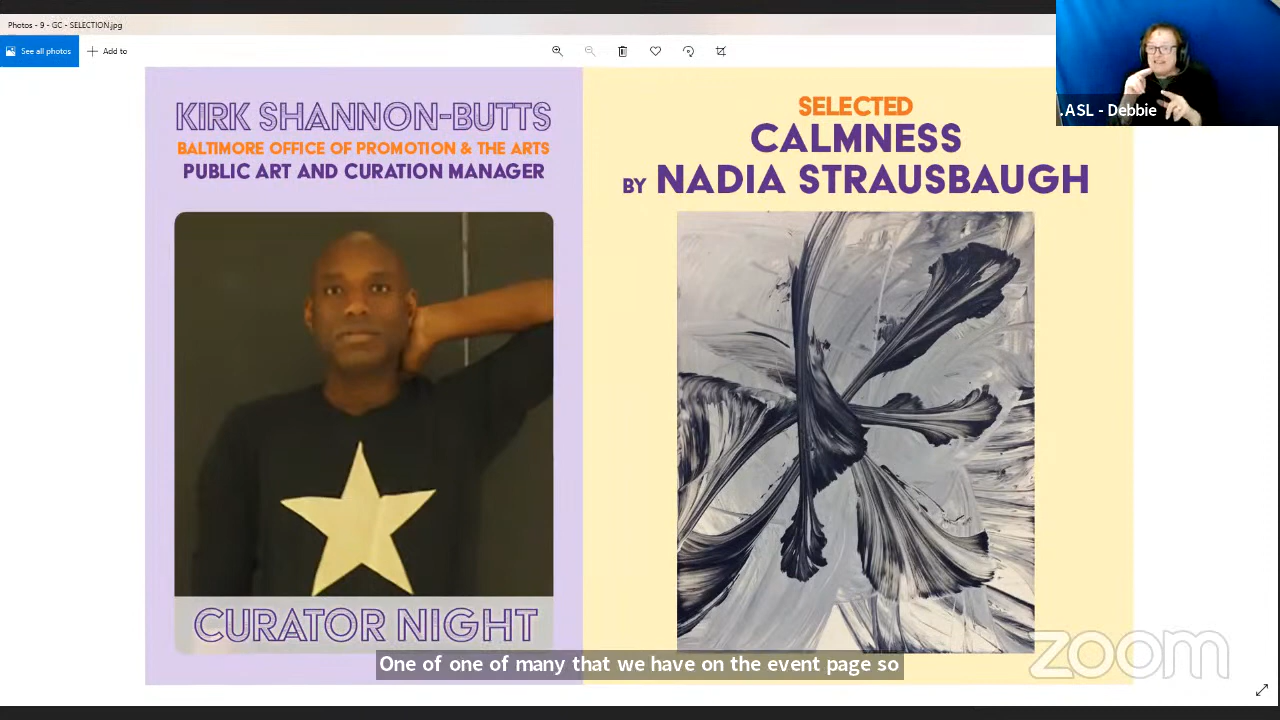 Photos - 9 - GC - SELECTION.jpg
See all photos
Add to
.ASL - Debbie
KIRK SHANNON-BUTTS
BALTIMORE OFFICE OF PROMOTION & THE ARTS
PUBLIC ART AND CURATION MANAGER
CURATOR NIGHT
SELECTED
CALMNESS
BY NADIA STRAUSBAUGH
One of one of many that we have on the event page so
zoom